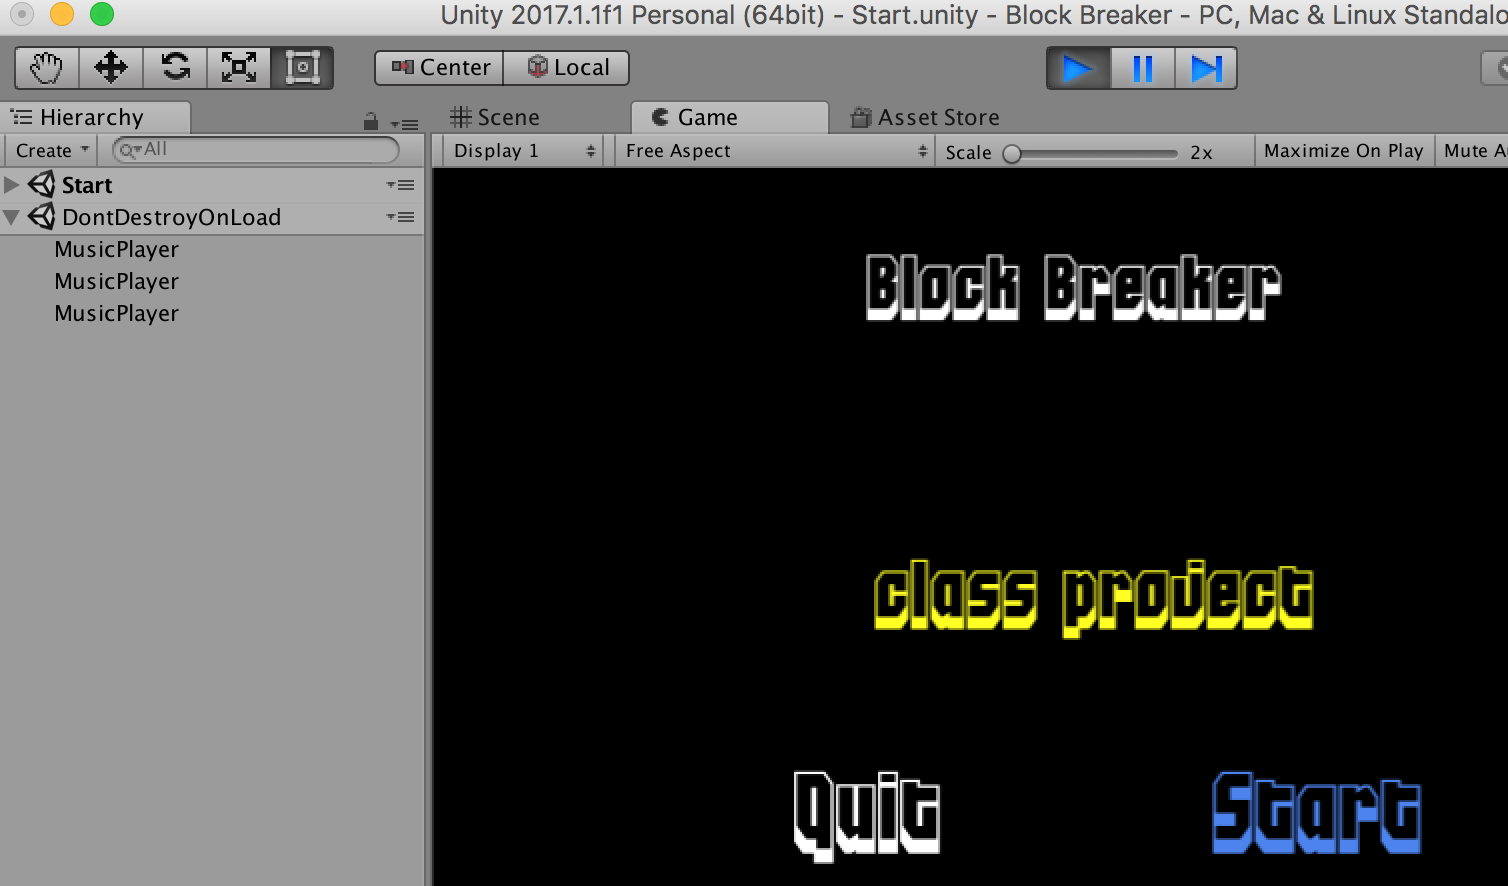 Unity 2017.1.1f1 Personal (64bit) - Start.unity - Block Breaker - PC, Mac & Linux
Center Local
Hierarchy
Scene Game Asset Store
Create All
Display 1 Free Aspect Scale 2x Maximize On Play Mute
Start
DontDestroyOnLoad
MusicPlayer
MusicPlayer
MusicPlayer
Block Breaker
class project
Quit Start